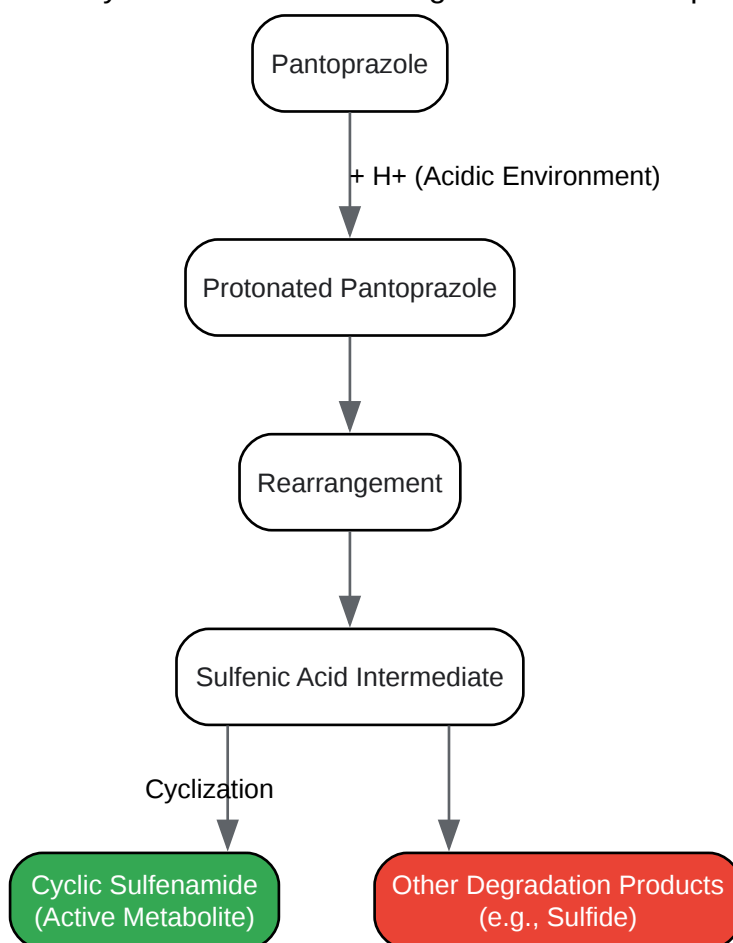 Pantoprazole
+ H+ (Acidic Environment)
Protonated Pantoprazole
Rearrangement
Sulfenic Acid Intermediate
Cyclization
Cyclic Sulfenamide
(Active Metabolite)
Other Degradation Products
(e.g., Sulfide)